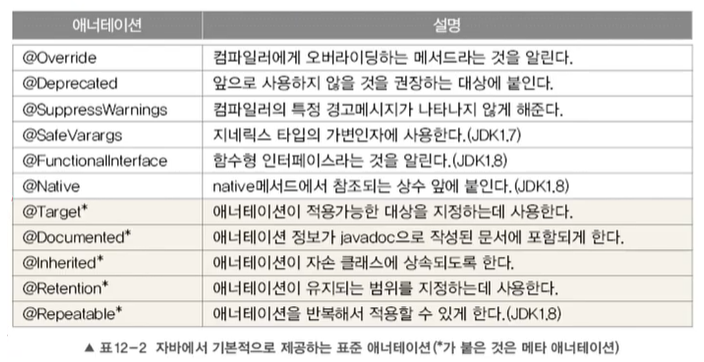 애너테이션 설명
@Override 컴파일러에게 오버라이딩하는 메서드라는 것을 알린다.
@Deprecated 앞으로 사용하지 않을 것을 권장하는 대상에 붙인다.
@SuppressWarnings 컴파일러의 특정 경고메시지가 나타나지 않게 해준다.
@SafeVarargs 지네릭스 타입의 가변인자에 사용한다.(JDK1.7)
@FunctionalInterface 함수형 인터페이스라는 것을 알린다.(JDK1.8)
@Native native메서드에서 참조되는 상수 앞에 붙인다.(JDK1.8)
@Target* 애너테이션이 적용가능한 대상을 지정하는데 사용한다.
@Documented* 애너테이션 정보가 javadoc으로 작성된 문서에 포함되게 한다.
@Inherited* 애너테이션이 자손 클래스에 상속되도록 한다.
@Retention* 애너테이션이 유지되는 범위를 지정하는데 사용한다.
@Repeatable* 애너테이션을 반복해서 적용할 수 있게 한다.(JDK1.8)
▲ 표12-2 자바에서 기본적으로 제공하는 표준 애너테이션(*가 붙은 것은 메타 애너테이션)